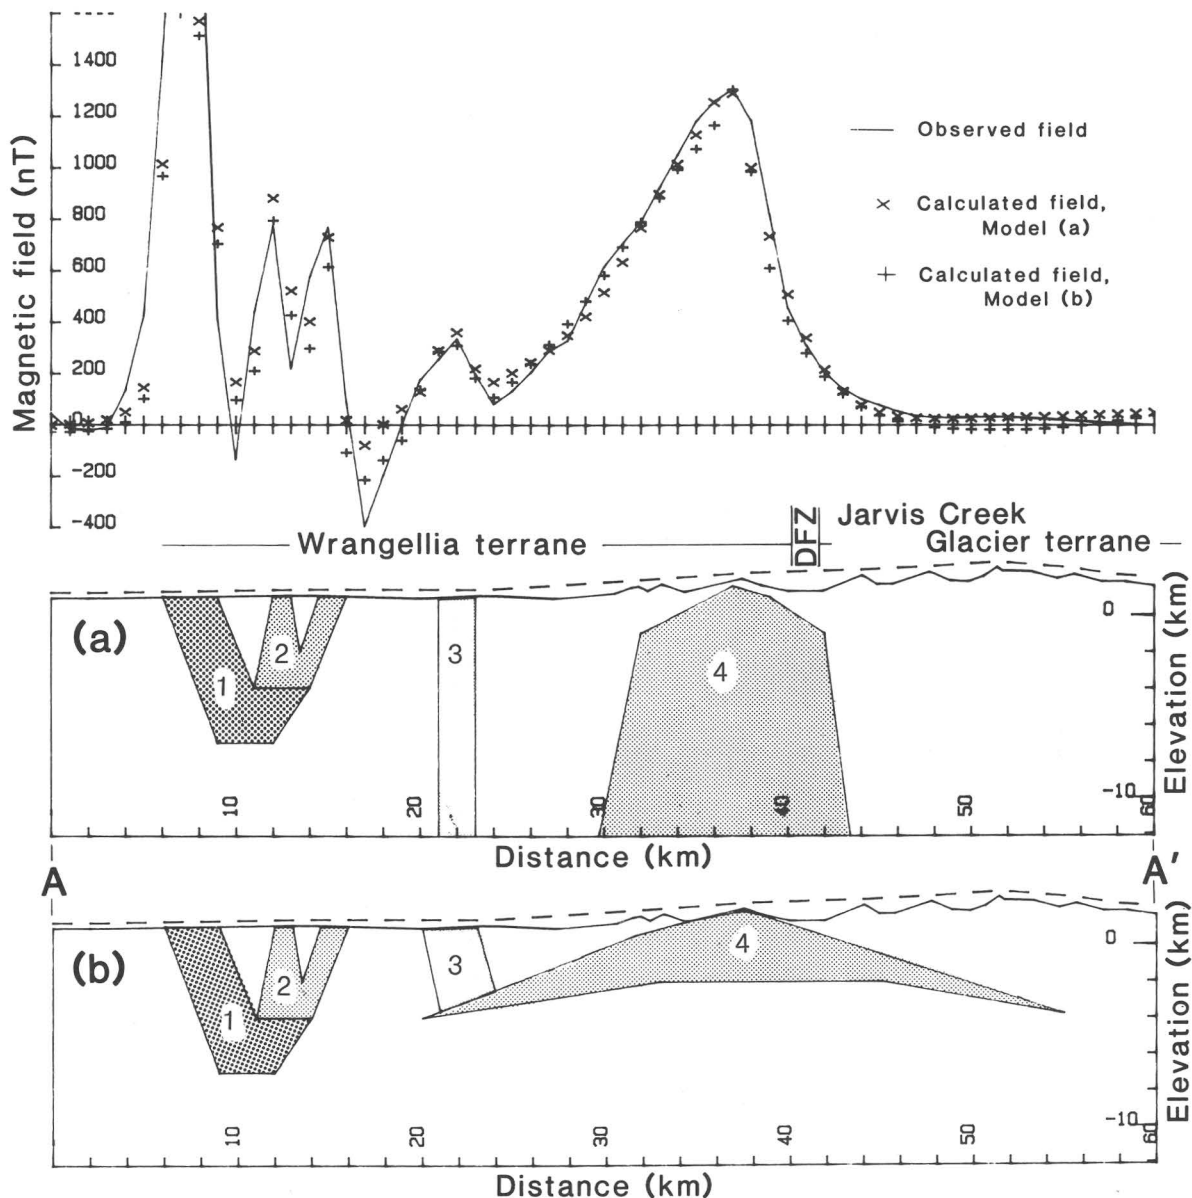 1400
1200
1000
800
600
400
200
0
-200
-400
Magnetic field (nT)
Observed field
Calculated field,
Model (a)
Calculated field,
Model (b)
Wrangellia terrane
DFZ
Jarvis Creek
Glacier terrane
(a)
1
2
3
4
0
-10
Elevation (km)
10
20
30
40
50
60
Distance (km)
A
A'
(b)
1
2
3
4
0
-10
Elevation (km)
10
20
30
40
50
60
Distance (km)